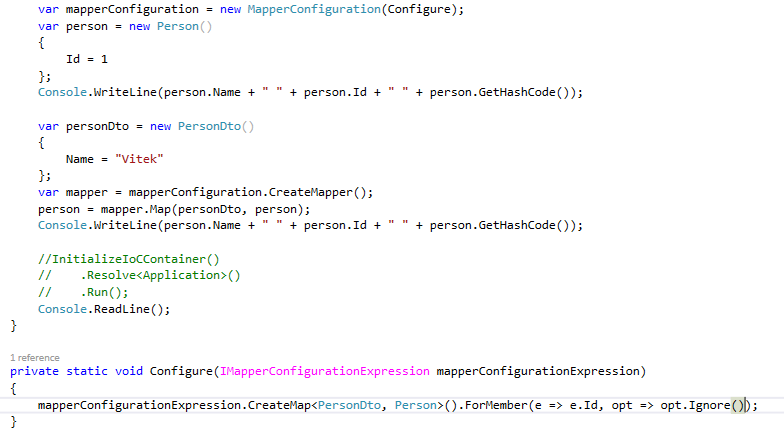 var mapperConfiguration = new MapperConfiguration(Configure);
var person = new Person()
{
    Id = 1
};
Console.WriteLine(person.Name + " " + person.Id + " " + person.GetHashCode());

var personDto = new PersonDto()
{
    Name = "Vitek"
};
var mapper = mapperConfiguration.CreateMapper();
person = mapper.Map(personDto, person);
Console.WriteLine(person.Name + " " + person.Id + " " + person.GetHashCode());

//InitializeIoCContainer()
//    .Resolve<Application>()
//    .Run();
Console.ReadLine();
}

1 reference
private static void Configure(IMapperConfigurationExpression mapperConfigurationExpression)
{
    mapperConfigurationExpression.CreateMap<PersonDto, Person>().ForMember(e => e.Id, opt => opt.Ignore());
}